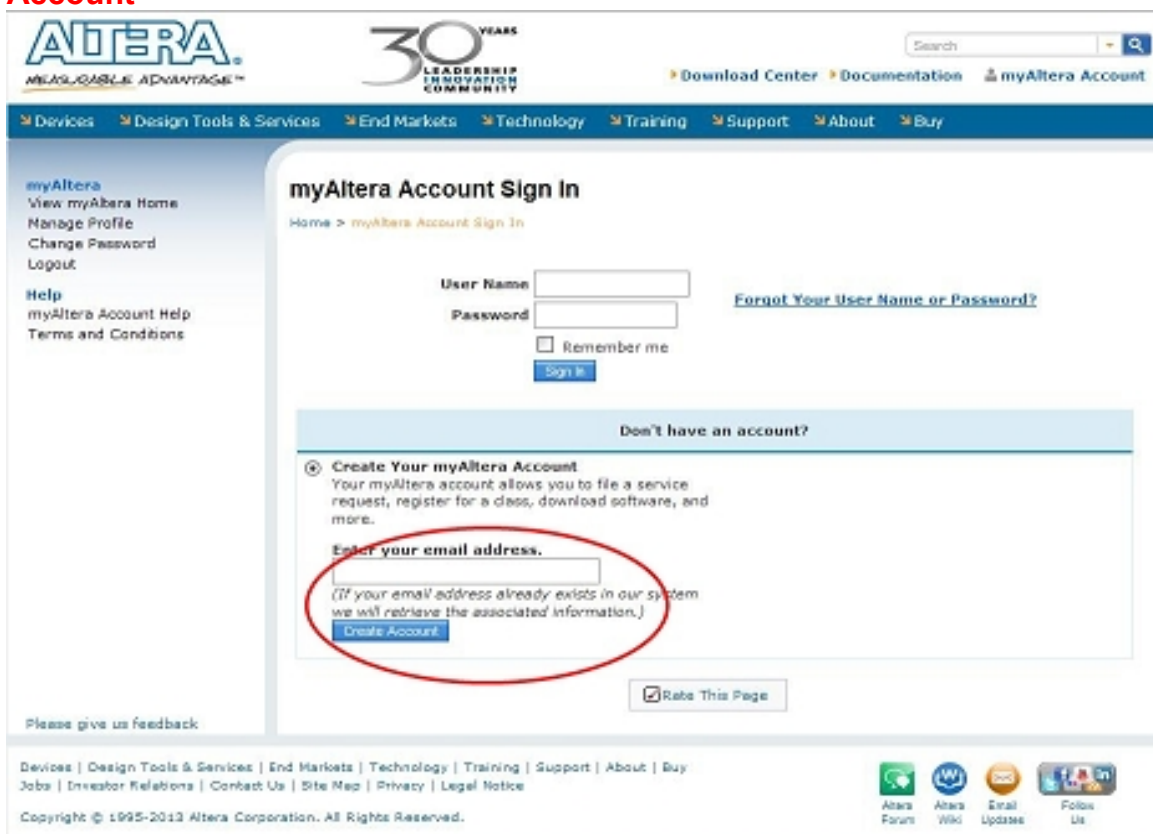 Account
ALTERA.
MEASURABLE ADVANTAGE™
30 YEARS
LEADERSHIP
INNOVATION
COMMUNITY
Search
Download Center Documentation myAltera Account
Devices Design Tools & Services End Markets Technology Training Support About Buy
myAltera
View myAltera Home
Manage Profile
Change Password
Logout
Help
myAltera Account Help
Terms and Conditions
myAltera Account Sign In
Home > myAltera Account Sign In
User Name
Password
Forgot Your User Name or Password?
Remember me
Sign In
Don't have an account?
Create Your myAltera Account
Your myAltera account allows you to file a service
request, register for a class, download software, and
more.
Enter your email address.
(If your email address already exists in our system
we will retrieve the associated information.)
Create Account
Rate This Page
Please give us feedback
Devices | Design Tools & Services | End Markets | Technology | Training | Support | About | Buy
Jobs | Investor Relations | Contact Us | Site Map | Privacy | Legal Notice
Copyright © 1995-2013 Altera Corporation. All Rights Reserved.
Altera Forum
Altera Wiki
Email Updates
Follow Us